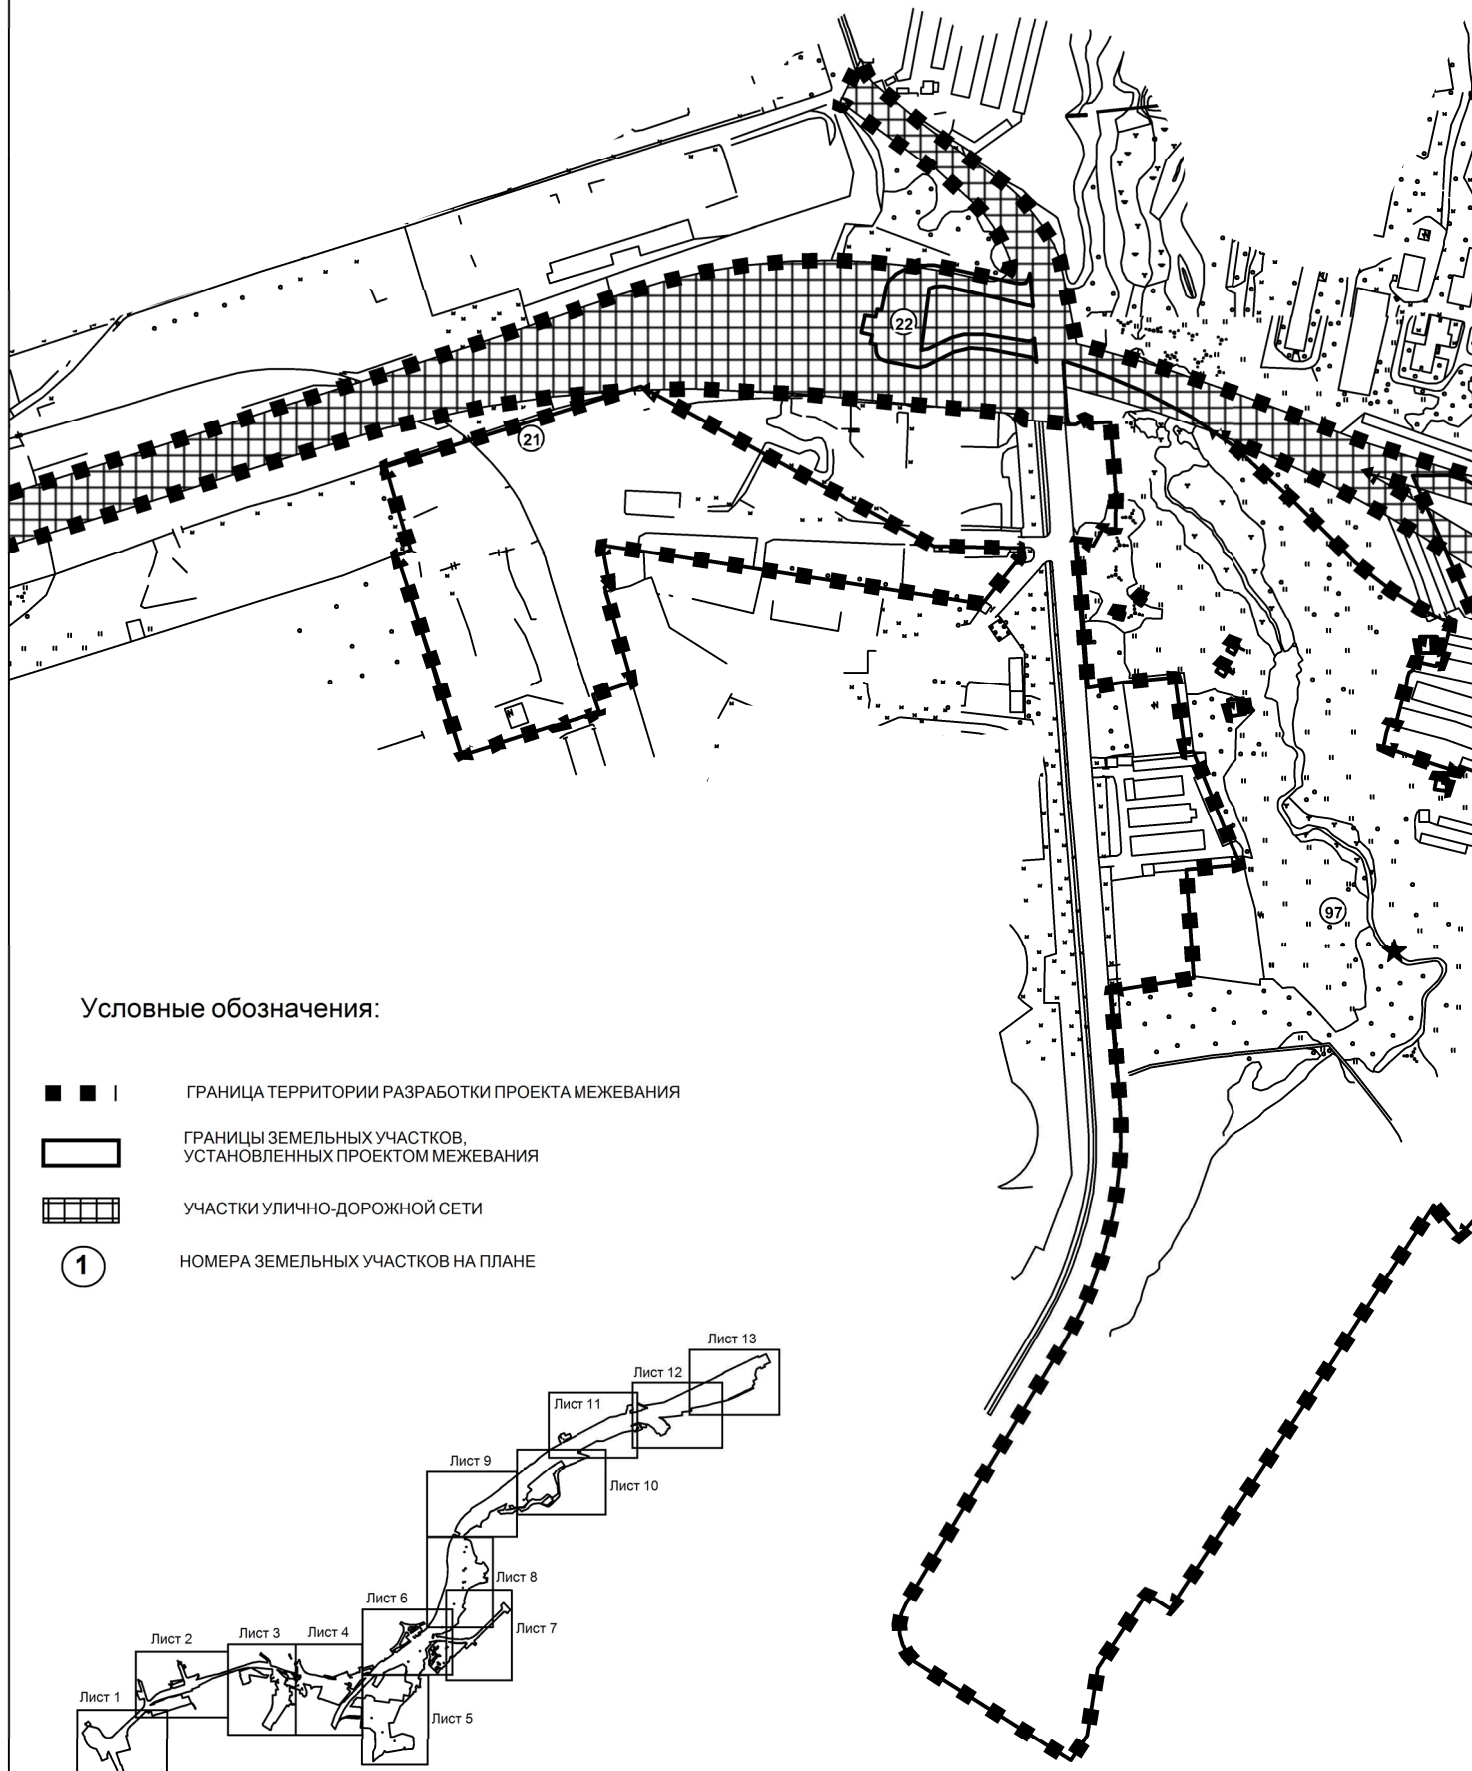 22
21
97
Условные обозначения:
ГРАНИЦА ТЕРРИТОРИИ РАЗРАБОТКИ ПРОЕКТА МЕЖЕВАНИЯ
ГРАНИЦЫ ЗЕМЕЛЬНЫХ УЧАСТКОВ,
УСТАНОВЛЕННЫХ ПРОЕКТОМ МЕЖЕВАНИЯ
УЧАСТКИ УЛИЧНО-ДОРОЖНОЙ СЕТИ
1
НОМЕРА ЗЕМЕЛЬНЫХ УЧАСТКОВ НА ПЛАНЕ
Лист 13
Лист 12
Лист 11
Лист 9
Лист 10
Лист 8
Лист 6
Лист 7
Лист 2
Лист 3
Лист 4
Лист 1
Лист 5